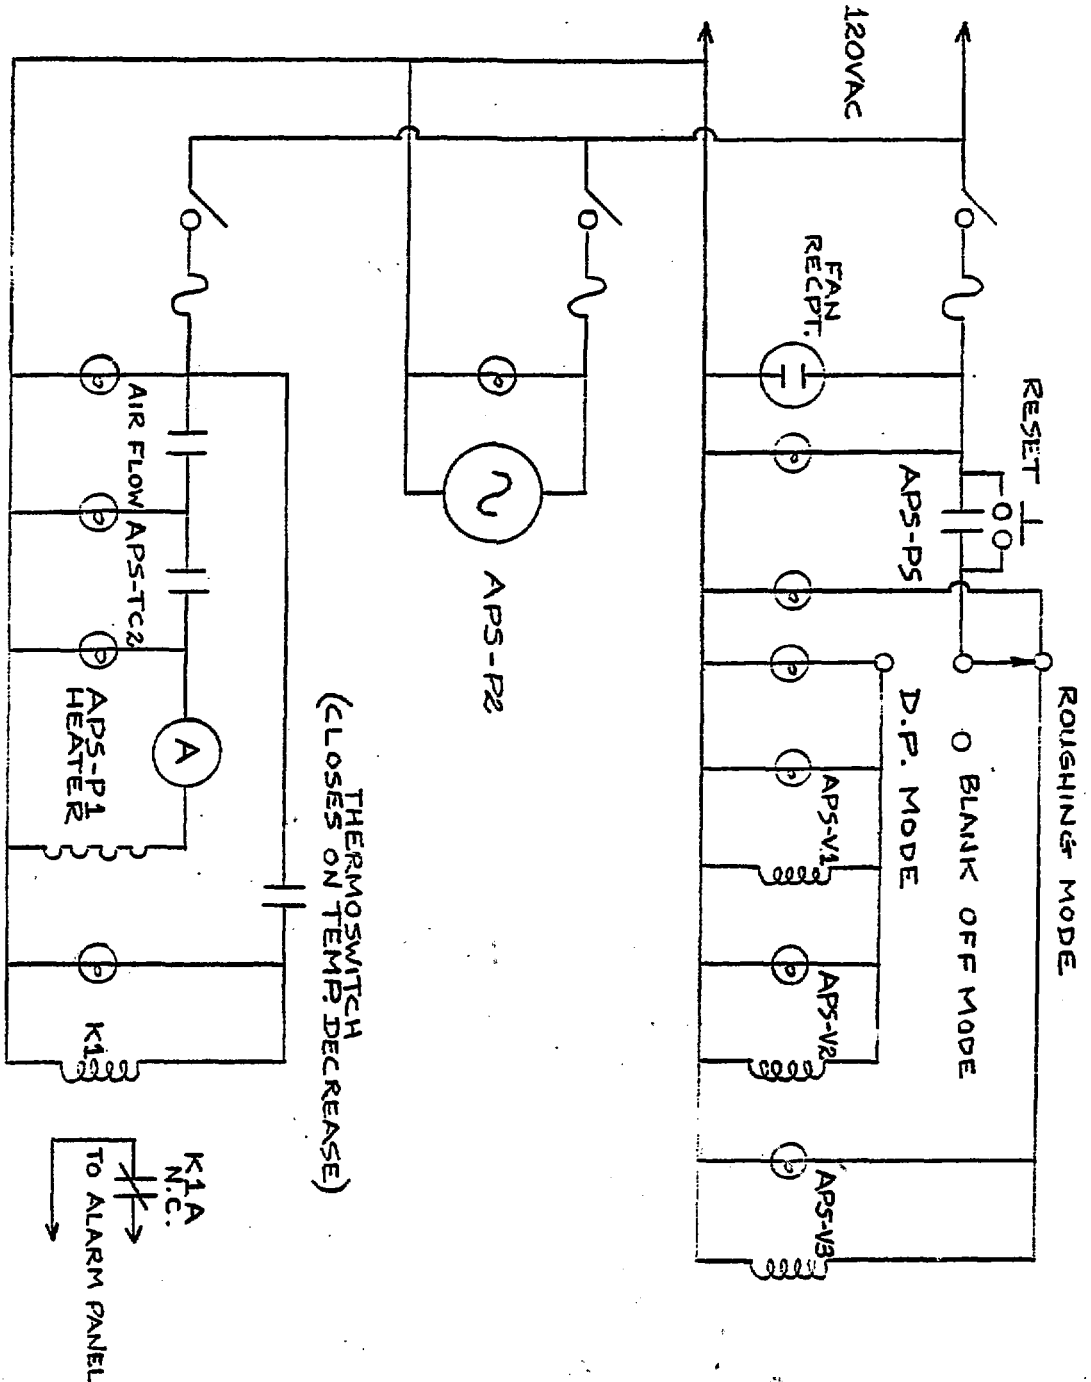 120VAC
FAN
RECPT.
RESET
APS-PS
ROUGHING MODE
O BLANK OFF MODE
D.P. MODE
APS-V1
APS-V2
APS-V3
APS-P2
THERMOSWITCH
(CLOSES ON TEMP. DECREASE)
AIR FLOW
APS-TC2
A
APS-P1
HEATER
K1
K1A
N.C.
TO ALARM PANEL